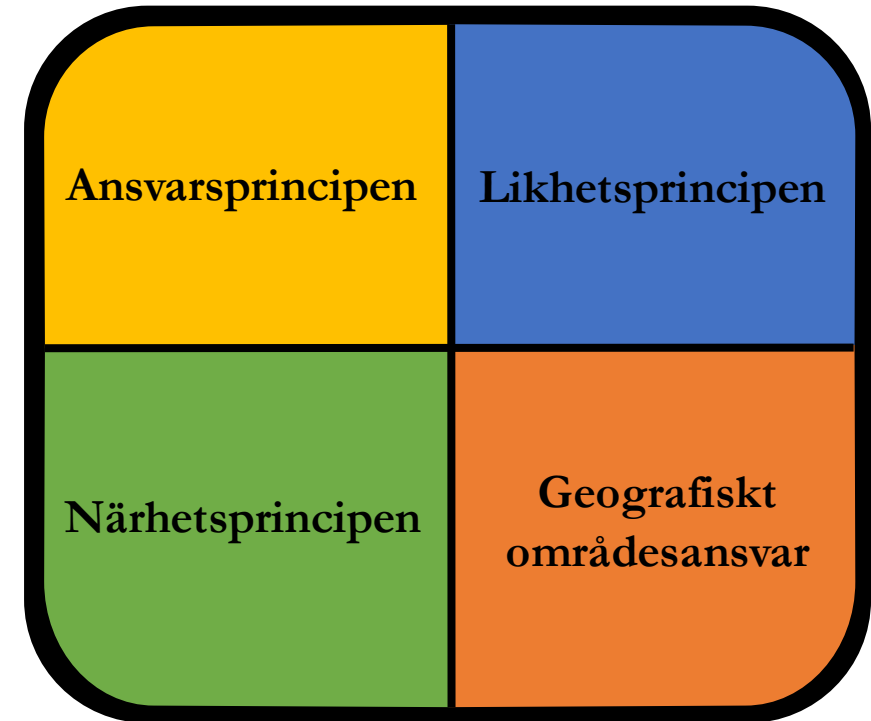 Ansvarsprincipen
Likhetsprincipen
Närhetsprincipen
Geografiskt
områdesansvar